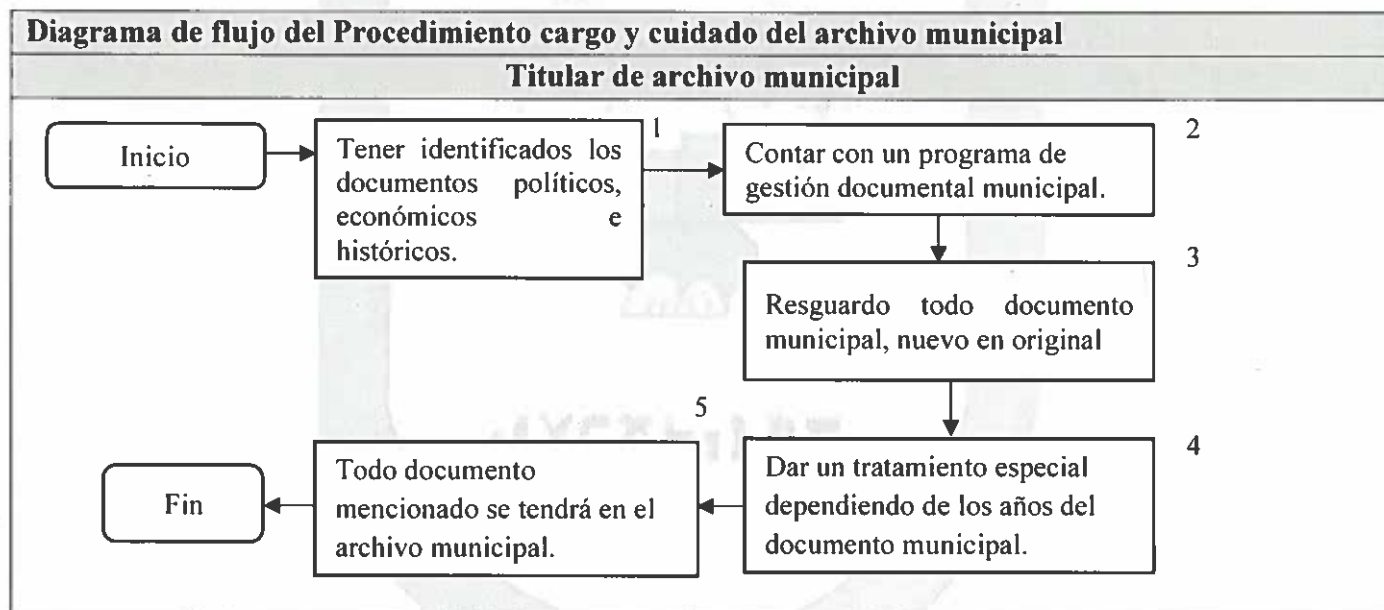 Diagrama de flujo del Procedimiento cargo y cuidado del archivo municipal
Titular de archivo municipal
Inicio
1
Tener identificados los
documentos políticos,
económicos e
históricos.
2
Contar con un programa de
gestión documental municipal.
3
Resguardo todo documento
municipal, nuevo en original
4
Dar un tratamiento especial
dependiendo de los años del
documento municipal.
5
Todo documento
mencionado se tendrá en el
archivo municipal.
Fin